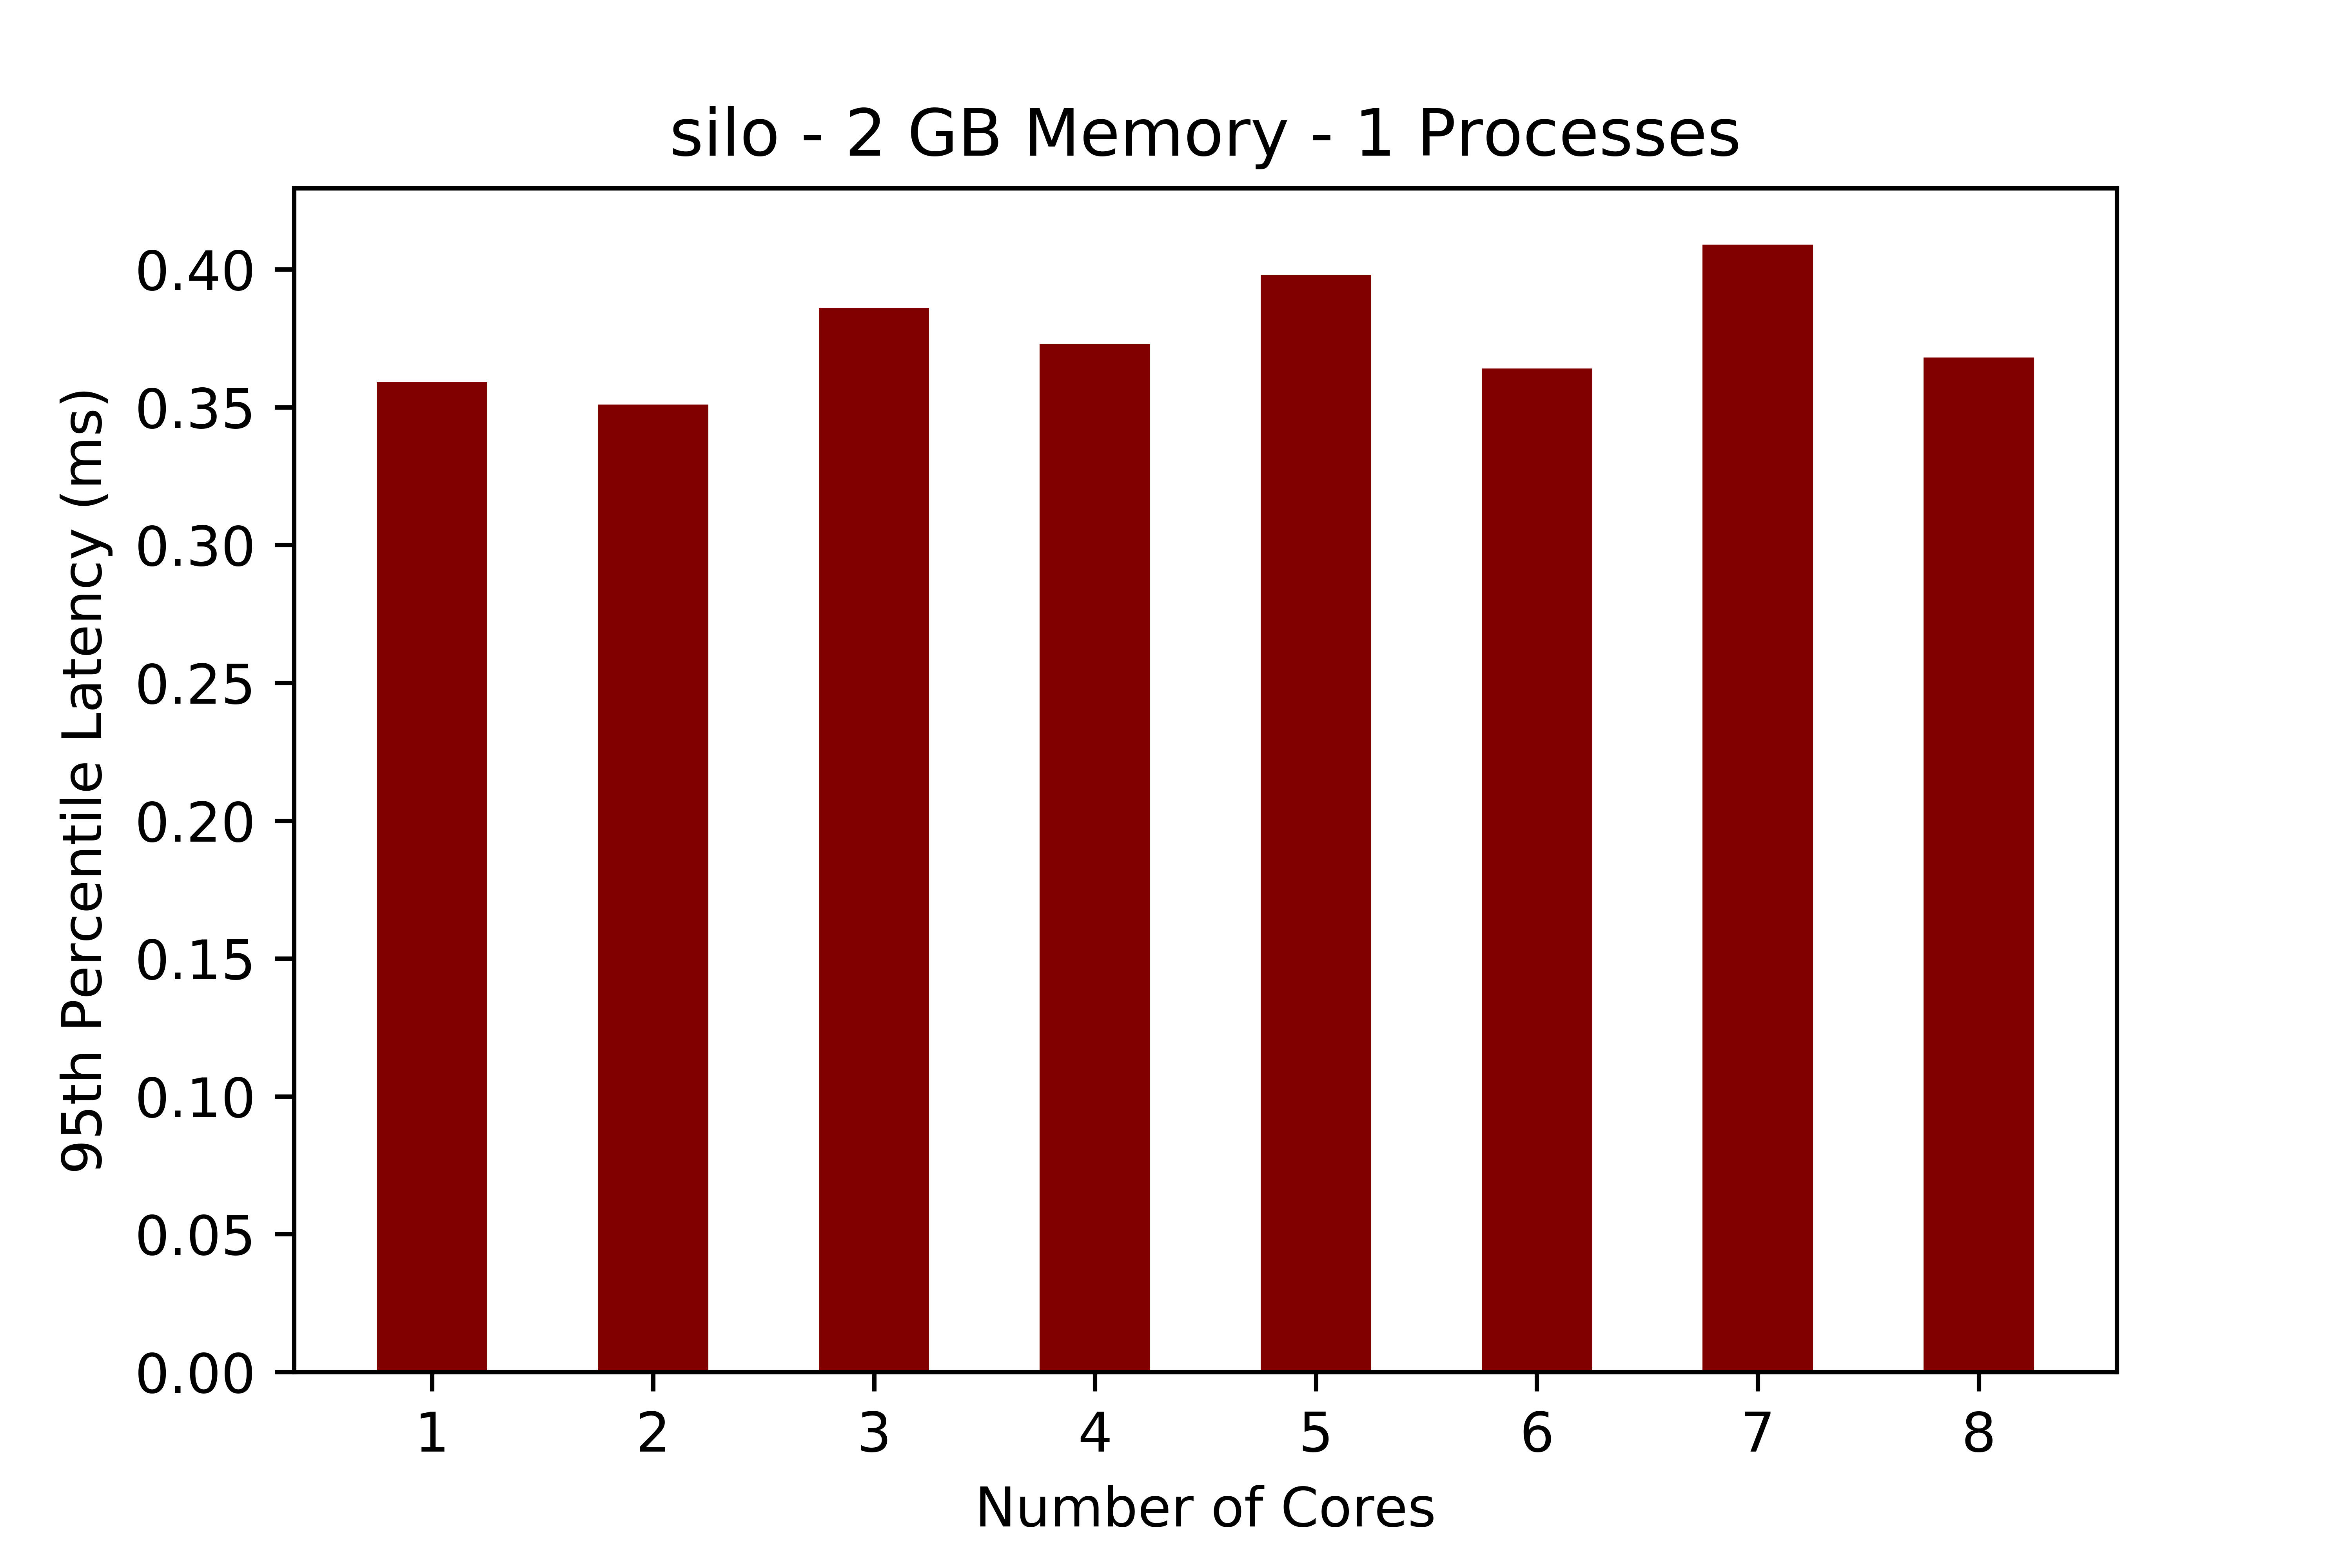 silo - 2 GB Memory - 1 Processes
95th Percentile Latency (ms)
0.40
0.35
0.30
0.25
0.20
0.15
0.10
0.05
0.00
1 2 3 4 5 6 7 8
Number of Cores